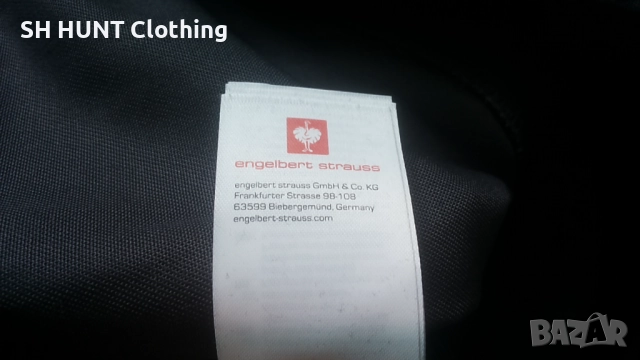 SH HUNT Clothing
engelbert strauss
engelbert strauss GmbH & Co. KG
Frankfurter Strasse 98-108
63599 Biebergemünd, Germany
engelbert-strauss.com
BAZAR